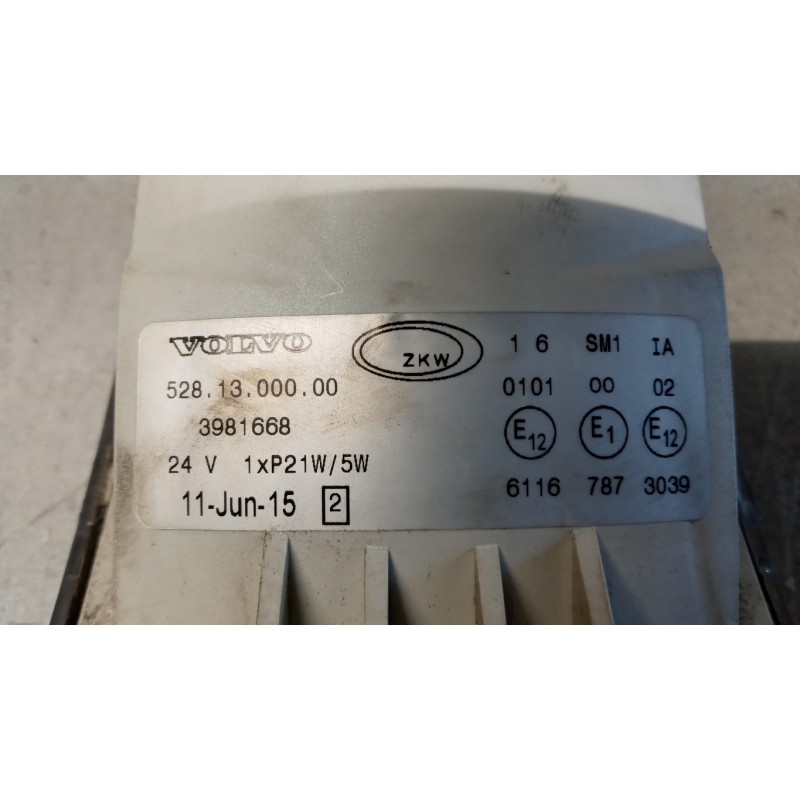 VOLVO ZKW 1 6 SM1 IA
528.13.000.00 0101 00 02
3981668 E12 E1 E12
24 V 1xP21W/5W 6116 787 3039
11-Jun-15 2